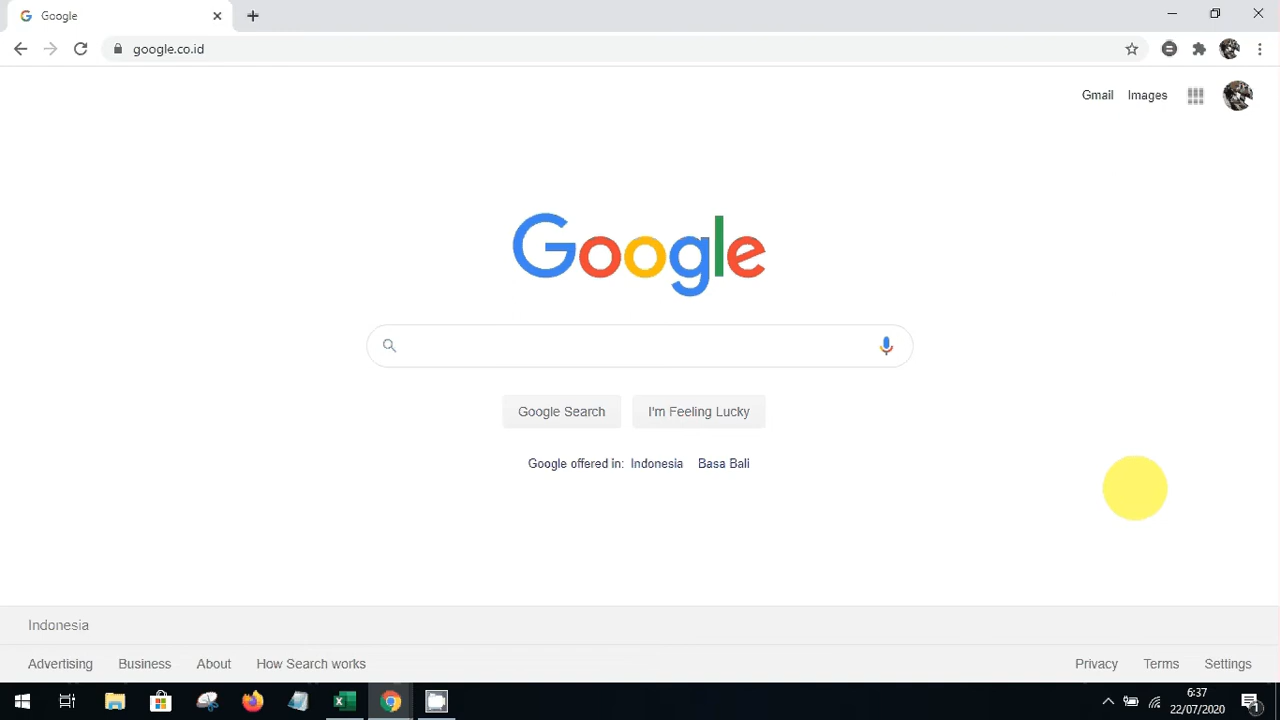 Google
google.co.id
Gmail Images
Google
Google Search I'm Feeling Lucky
Google offered in: Indonesia Basa Bali
Indonesia
Advertising Business About How Search works Privacy Terms Settings
6:37
22/07/2020
1